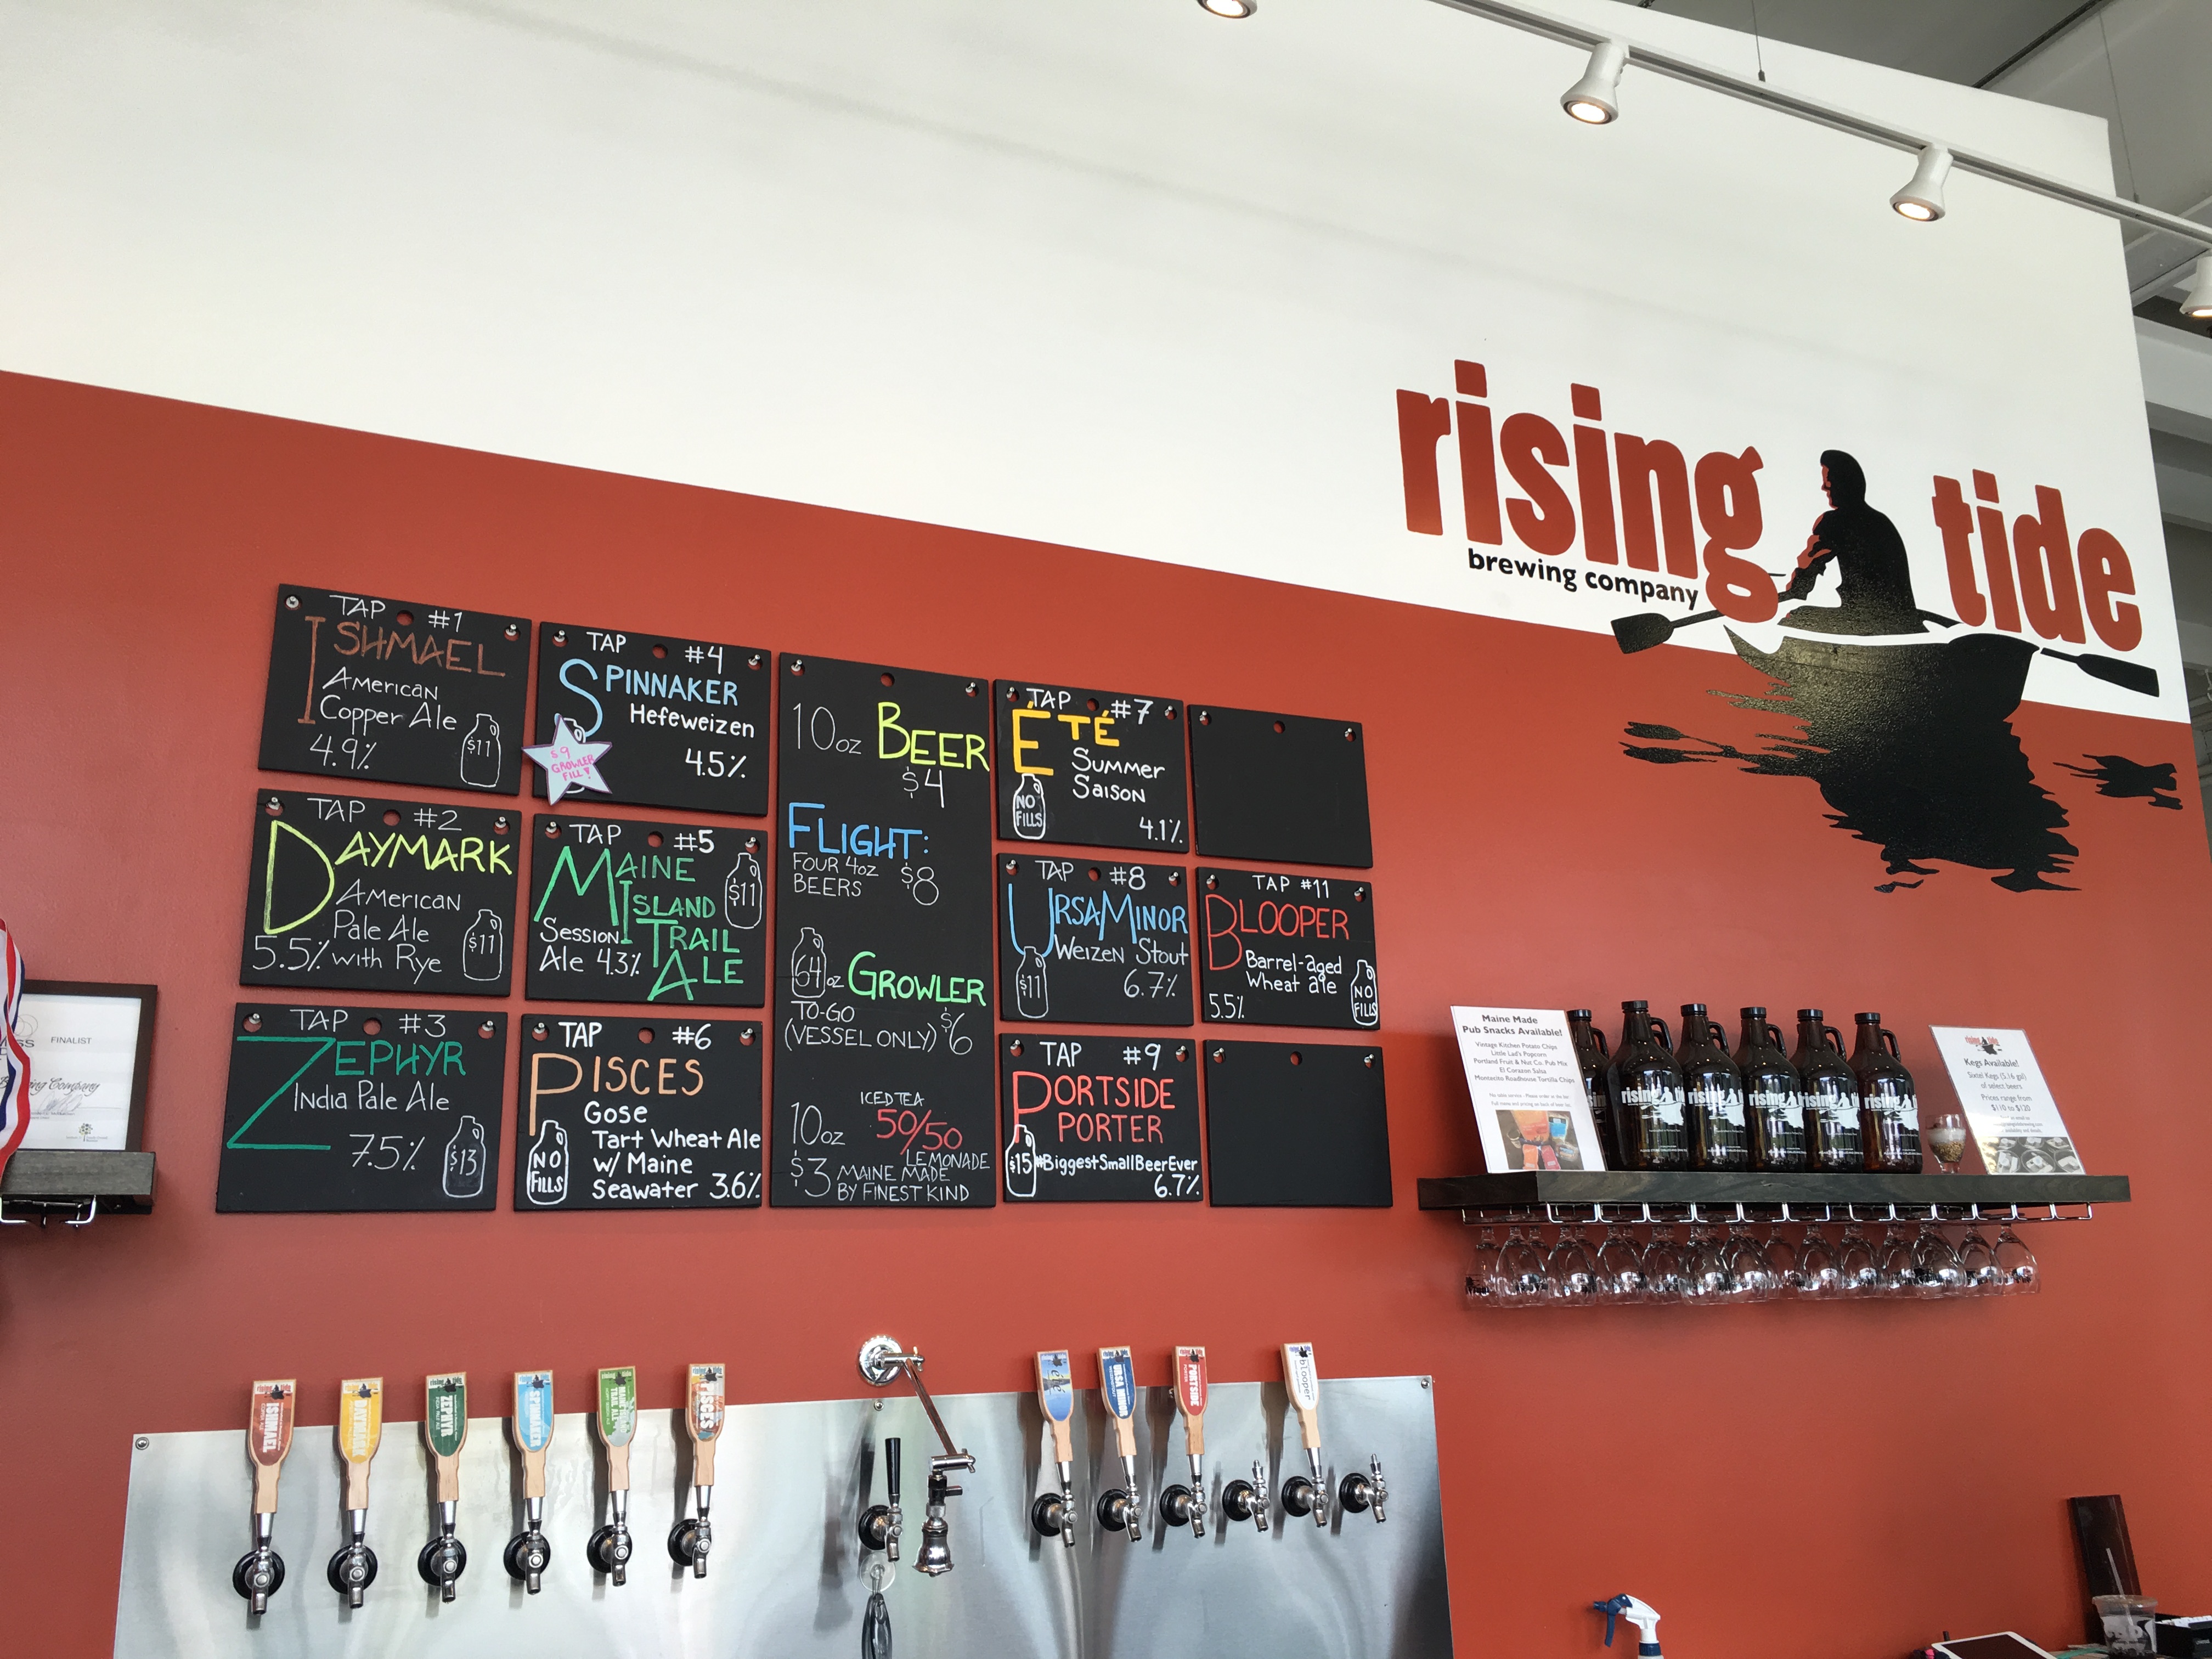 rising tide
brewing company
TAP #1
ISHMAEL
American
Copper Ale
4.9%
$11
TAP #2
DAYMARK
American
Pale Ale
5.5% with Rye
$11
TAP #3
ZEPHYR
India Pale Ale
7.5%
$13
TAP #4
SPINNAKER
Hefeweizen
4.5%
$9
GROWLER
FILL!
TAP #5
MAINE
ISLAND
TRAIL
ALE
$11
Session
Ale 4.3%
TAP #6
PISCES
Gose
Tart Wheat Ale
w/ Maine
Seawater 3.6%
NO
FILLS
10oz BEER
$4
FLIGHT:
FOUR 4oz
BEERS
$8
64oz GROWLER
TO-GO
(VESSEL ONLY) $6
ICED TEA
10oz 50/50
LEMONADE
$3 MAINE MADE
BY FINEST KIND
TAP #7
ÉTÉ
Summer
Saison
4.1%
NO
FILLS
TAP #8
URSA MINOR
Weizen Stout
6.7%
$11
TAP #9
PORTSIDE
PORTER
$15 #BiggestSmallBeerEver
6.7%
TAP #11
BLOOPER
Barrel-aged
Wheat ale
5.5%
NO
FILLS
FINALIST
Maine Made
Pub Snacks Available!
Vintage Kitchen Potato Chips
Little Lad's Popcorn
Portland Fruit & Nut Co. Pub Mix
El Corazon Salsa
Montecito Roadhouse Tortilla Chips
rising
rising
rising
rising
rising
Kegs Available!
Sixtel Kegs (5.16 gal)
of select beers
Prices range from
$110 to $120
rising tide
ISHMAEL
rising tide
DAYMARK
rising tide
ZEPHYR
rising tide
SPINNAKER
rising tide
MAINE ISLAND
TRAIL ALE
PISCES
été
URSA MINOR
PORTSIDE
blooper